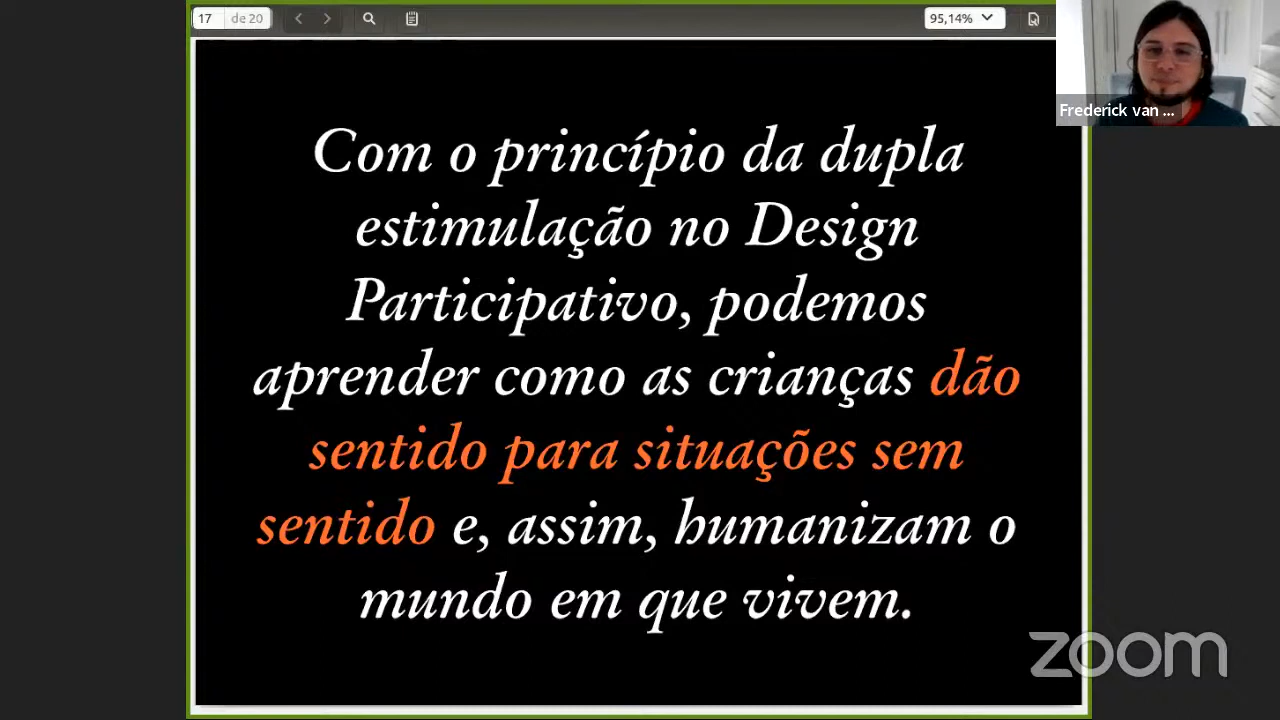 17 de 20
95,14%
Frederick van ...
Com o princípio da dupla
estimulação no Design
Participativo, podemos
aprender como as crianças dão
sentido para situações sem
sentido e, assim, humanizam o
mundo em que vivem.
zoom